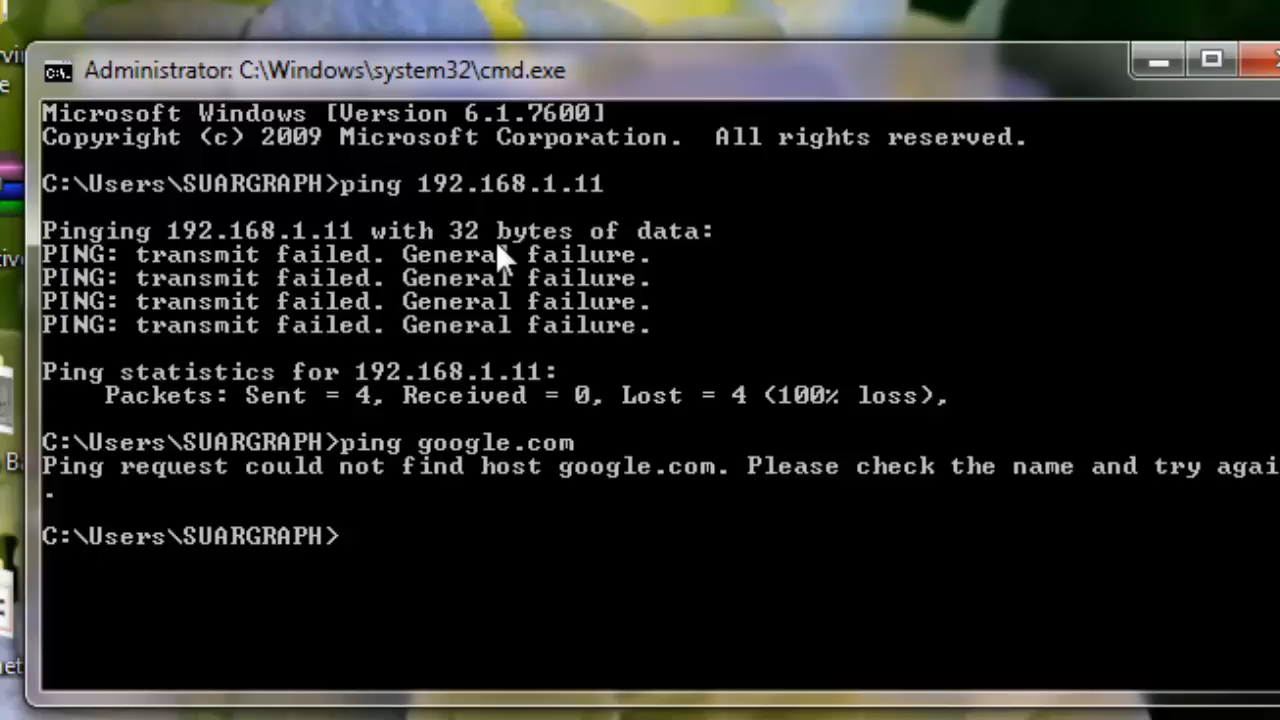 Administrator: C:\Windows\system32\cmd.exe
Microsoft Windows [Version 6.1.7600]
Copyright (c) 2009 Microsoft Corporation.  All rights reserved.
C:\Users\SUARGRAPH>ping 192.168.1.11
Pinging 192.168.1.11 with 32 bytes of data:
PING: transmit failed. General failure.
PING: transmit failed. General failure.
PING: transmit failed. General failure.
PING: transmit failed. General failure.
Ping statistics for 192.168.1.11:
    Packets: Sent = 4, Received = 0, Lost = 4 (100% loss),
C:\Users\SUARGRAPH>ping google.com
Ping request could not find host google.com. Please check the name and try agai
.
C:\Users\SUARGRAPH>